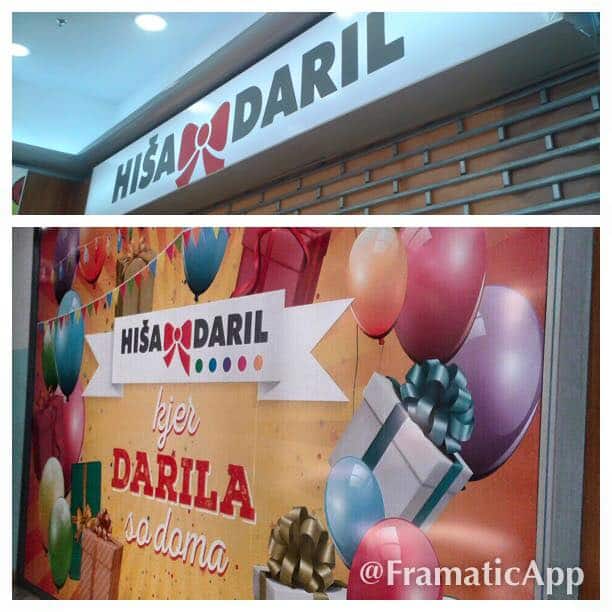 HIŠA DARIL
HIŠA DARIL
kjer
DARILA
so doma
@FramaticApp